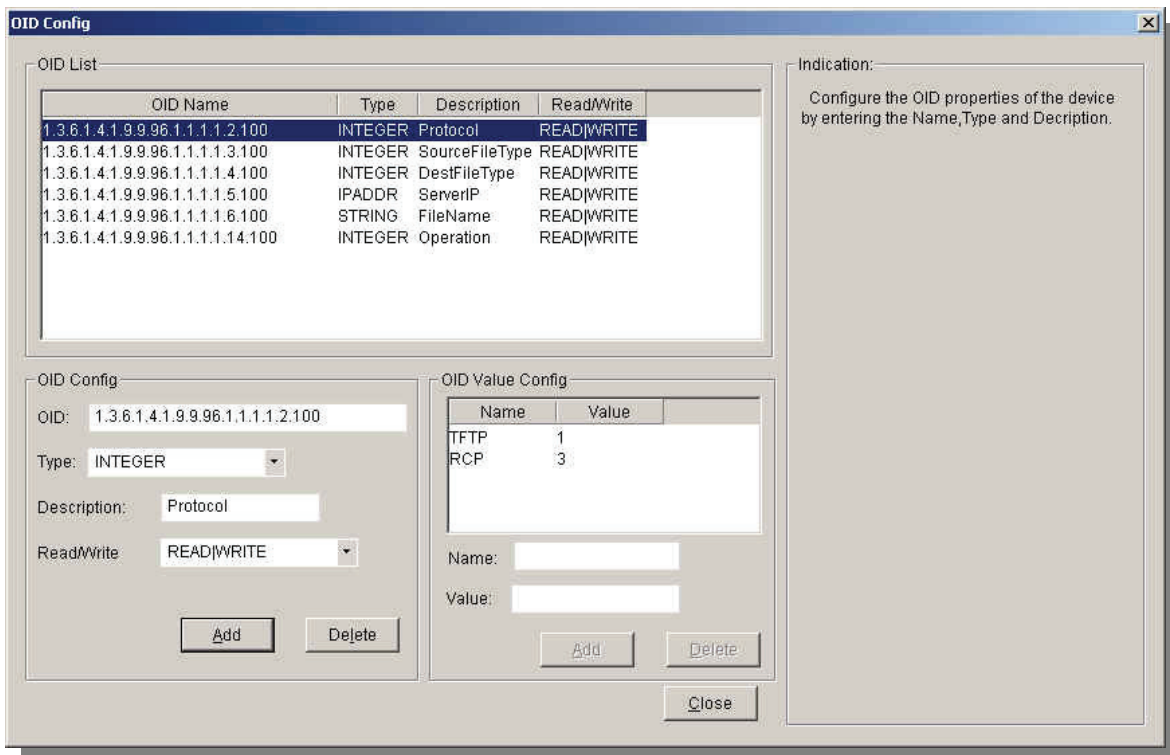 OID Config
OID List
OID Name Type Description Read/Write
1.3.6.1.4.1.9.9.96.1.1.1.1.2.100 INTEGER Protocol READ|WRITE
1.3.6.1.4.1.9.9.96.1.1.1.1.3.100 INTEGER SourceFileType READ|WRITE
1.3.6.1.4.1.9.9.96.1.1.1.1.4.100 INTEGER DestFileType READ|WRITE
1.3.6.1.4.1.9.9.96.1.1.1.1.5.100 IPADDR ServerIP READ|WRITE
1.3.6.1.4.1.9.9.96.1.1.1.1.6.100 STRING FileName READ|WRITE
1.3.6.1.4.1.9.9.96.1.1.1.1.14.100 INTEGER Operation READ|WRITE
Indication:
Configure the OID properties of the device
by entering the Name,Type and Decription.
OID Config
OID: 1.3.6.1.4.1.9.9.96.1.1.1.1.2.100
Type: INTEGER
Description: Protocol
Read/Write READ|WRITE
Add Delete
OID Value Config
Name Value
TFTP 1
RCP 3
Name:
Value:
Add Delete
Close